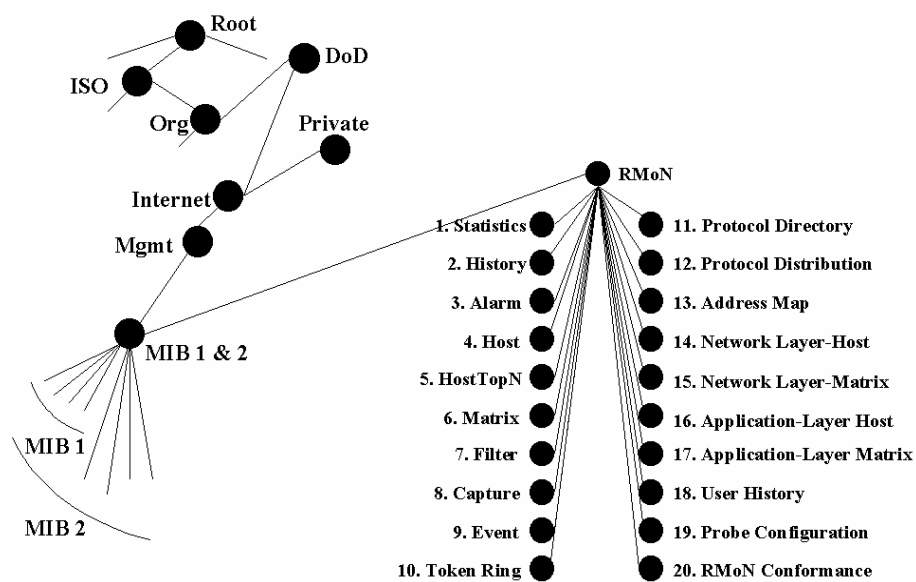 Root
DoD
ISO
Org
Private
Internet
Mgmt
MIB 1 & 2
MIB 1
MIB 2
RMoN
1. Statistics
2. History
3. Alarm
4. Host
5. HostTopN
6. Matrix
7. Filter
8. Capture
9. Event
10. Token Ring
11. Protocol Directory
12. Protocol Distribution
13. Address Map
14. Network Layer-Host
15. Network Layer-Matrix
16. Application-Layer Host
17. Application-Layer Matrix
18. User History
19. Probe Configuration
20. RMoN Conformance